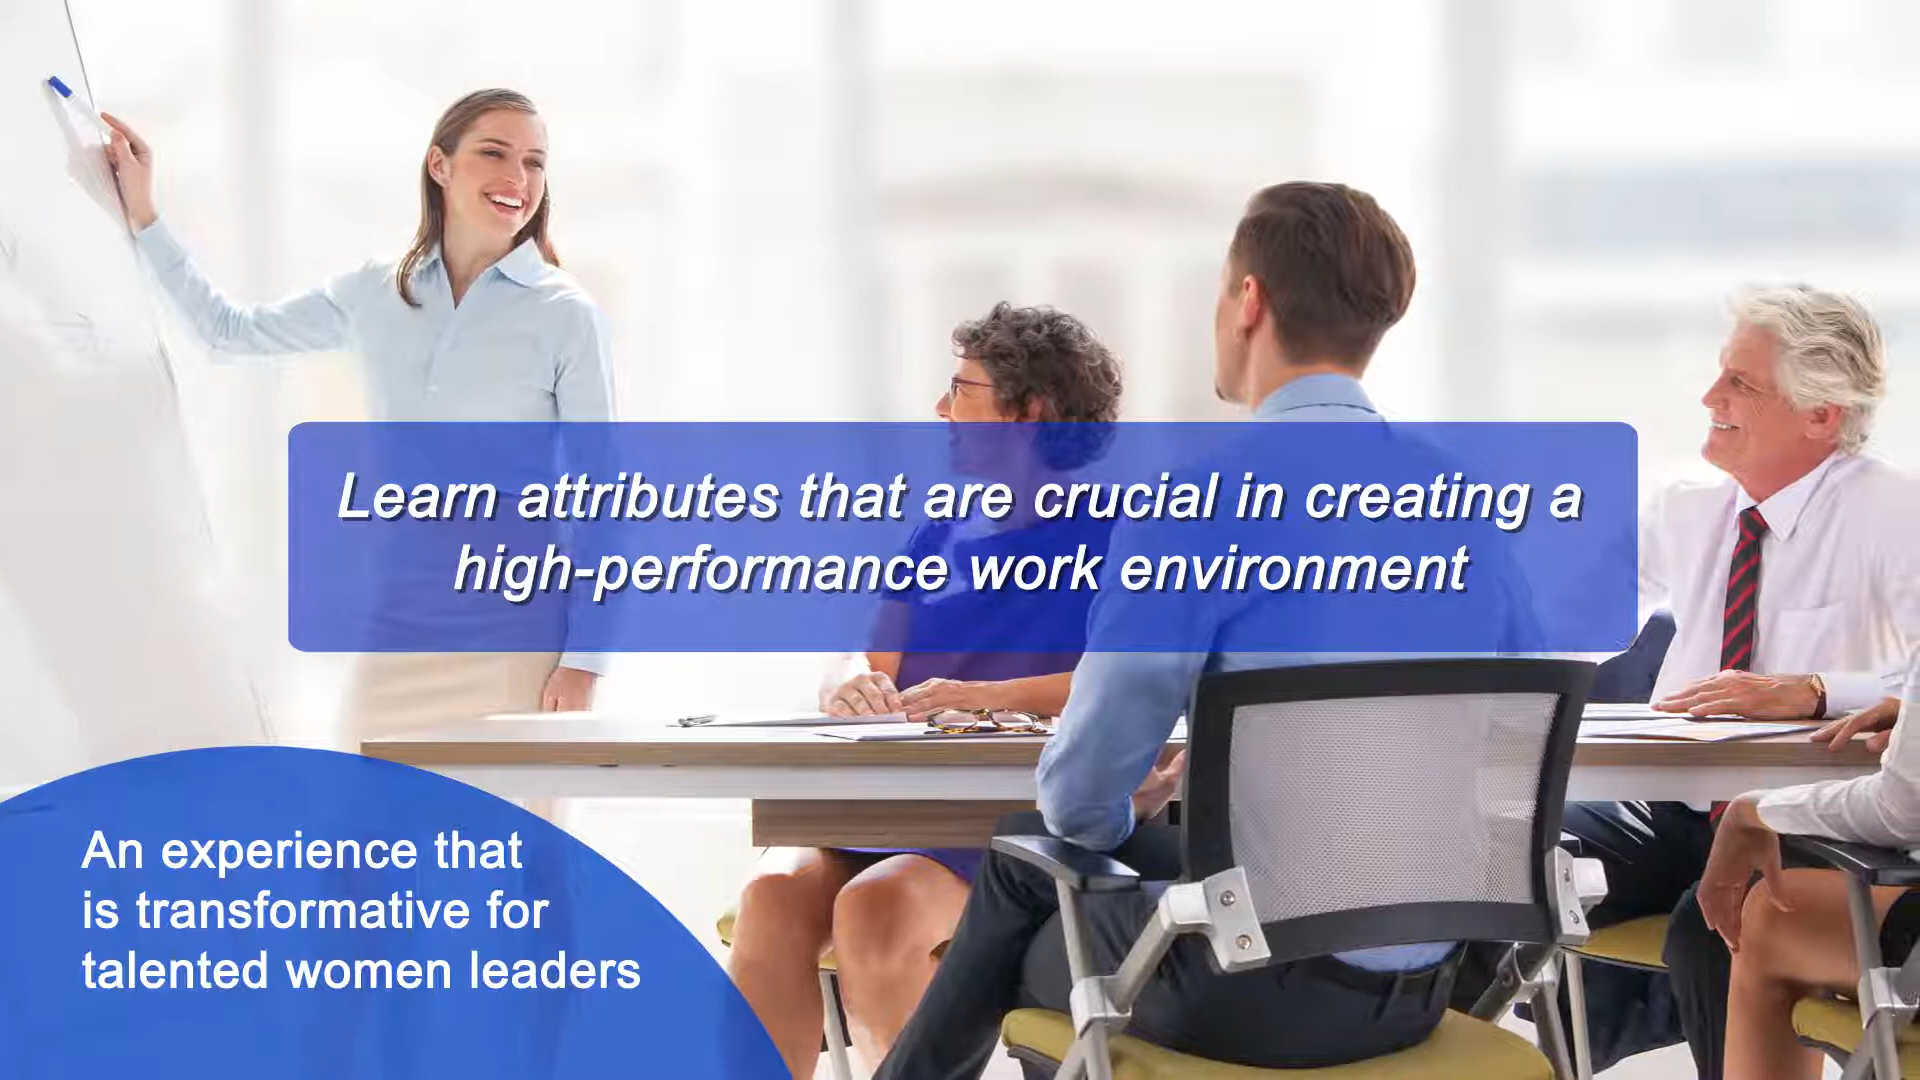 Learn attributes that are crucial in creating a
high-performance work environment
An experience that
is transformative for
talented women leaders